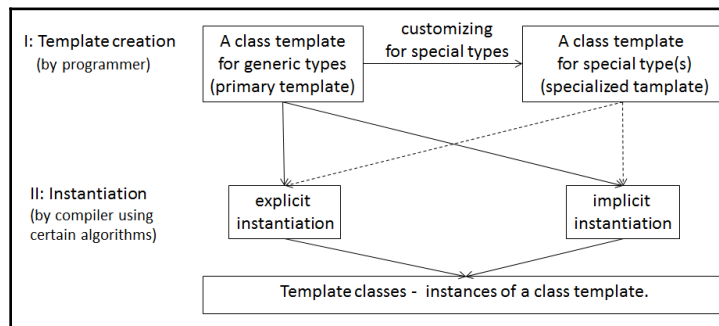 I: Template creation
(by programmer)
A class template
for generic types
(primary template)
customizing
for special types
A class template
for special type(s)
(specialized tamplate)
II: Instantiation
(by compiler using
certain algorithms)
explicit
instantiation
implicit
instantiation
Template classes - instances of a class template.